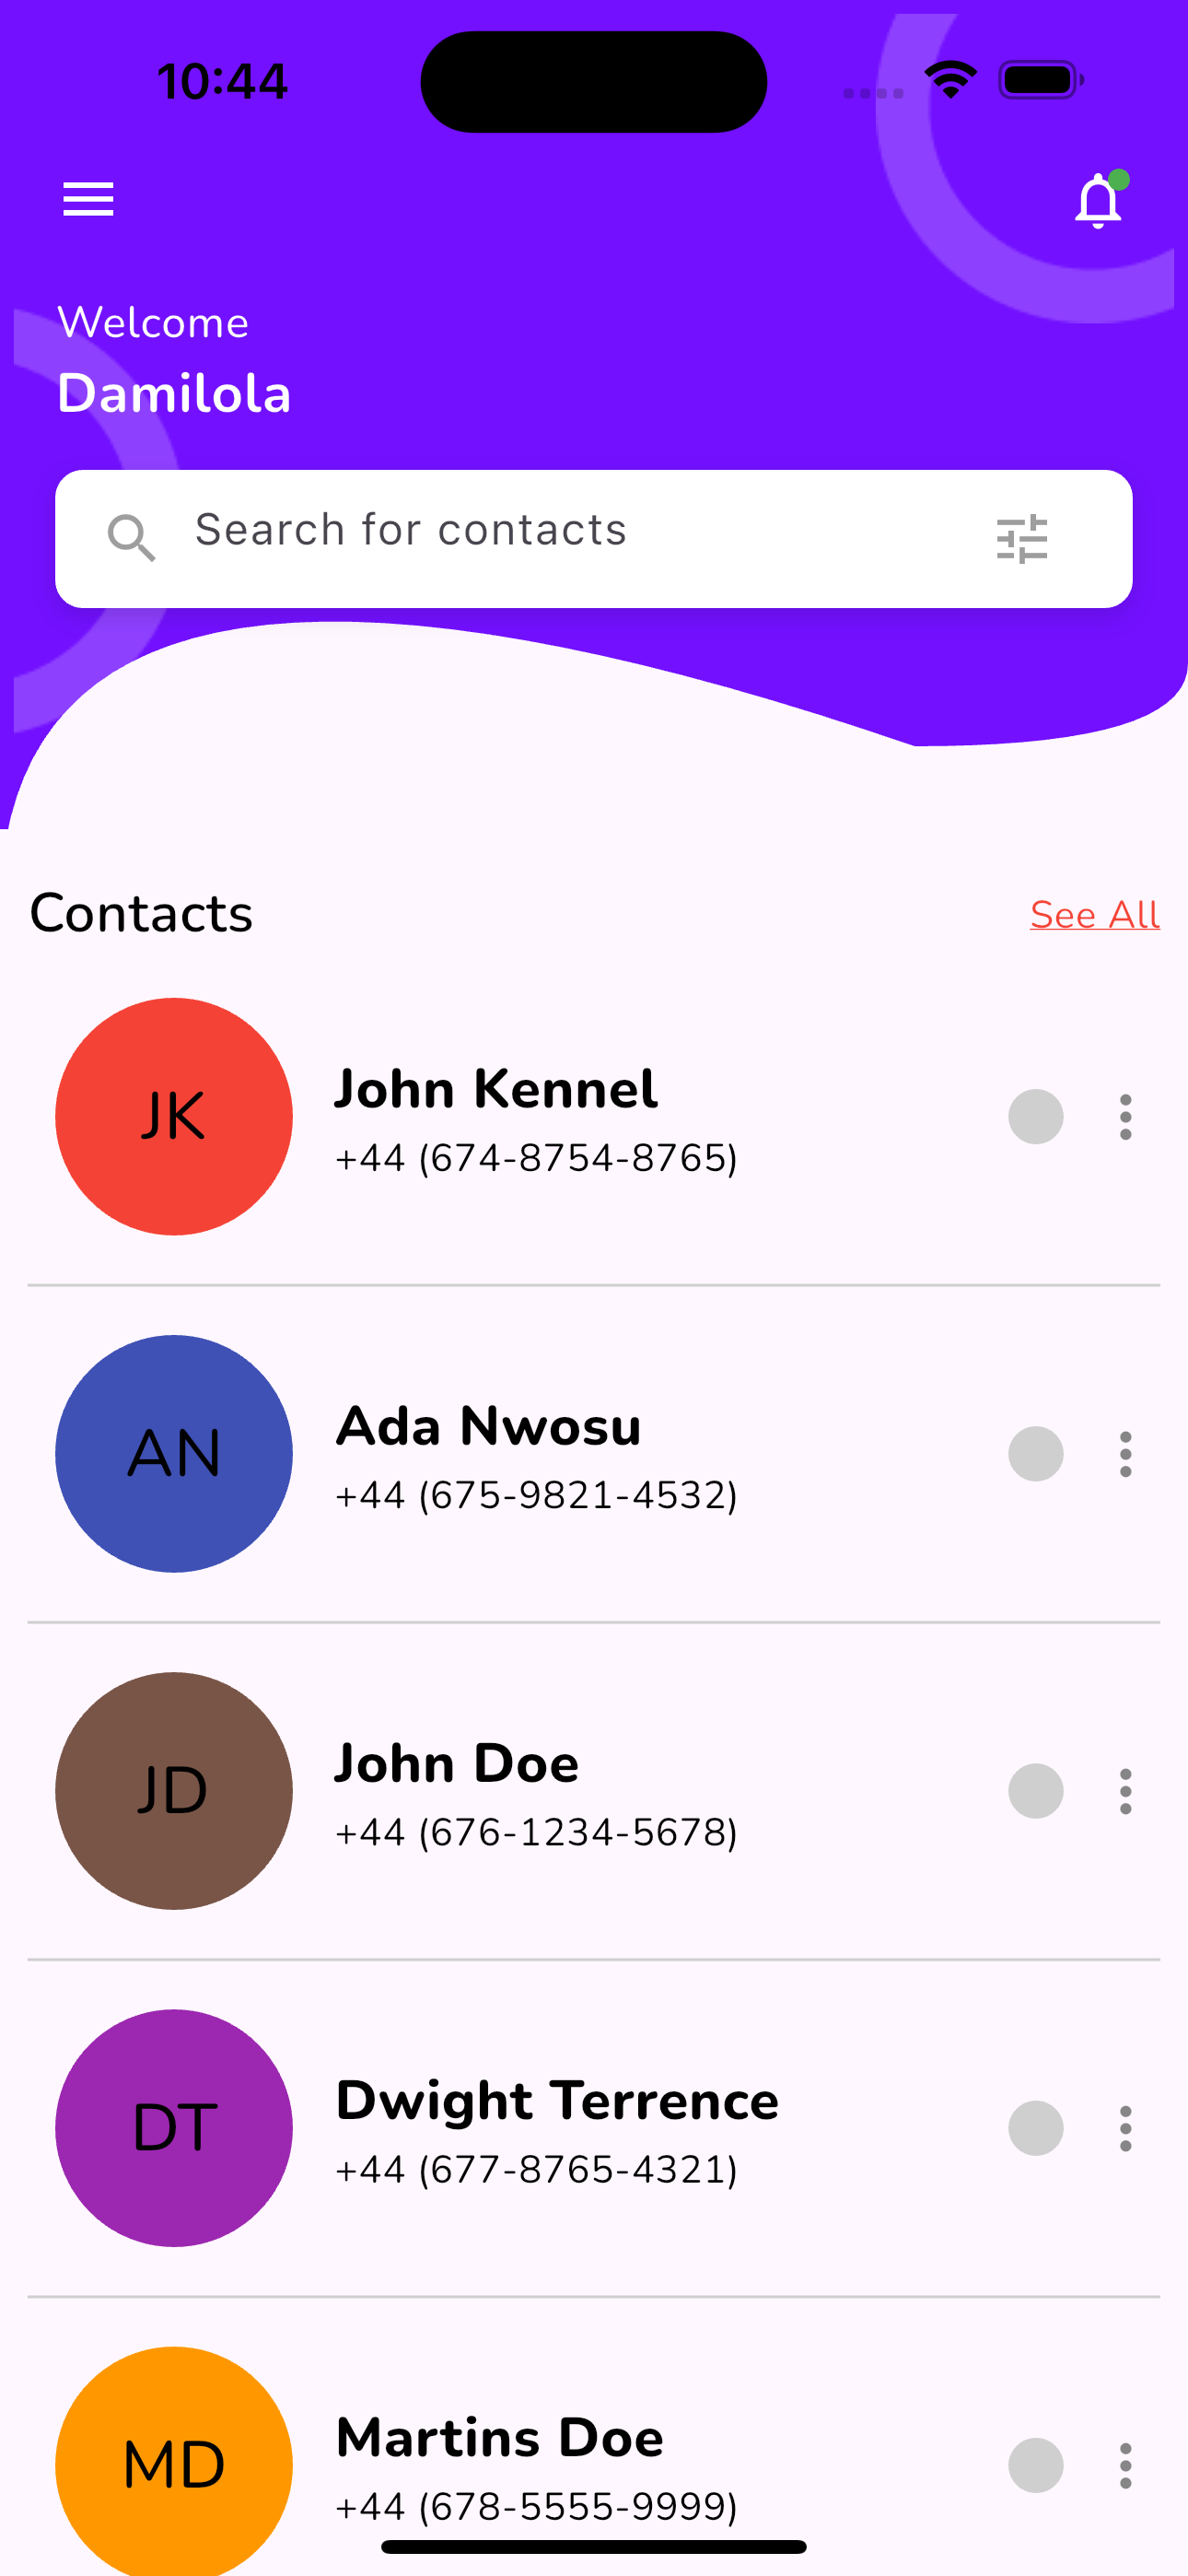 10:44
Welcome
Damilola
Search for contacts
Contacts
See All
JK
John Kennel
+44 (674-8754-8765)
AN
Ada Nwosu
+44 (675-9821-4532)
JD
John Doe
+44 (676-1234-5678)
DT
Dwight Terrence
+44 (677-8765-4321)
MD
Martins Doe
+44 (678-5555-9999)